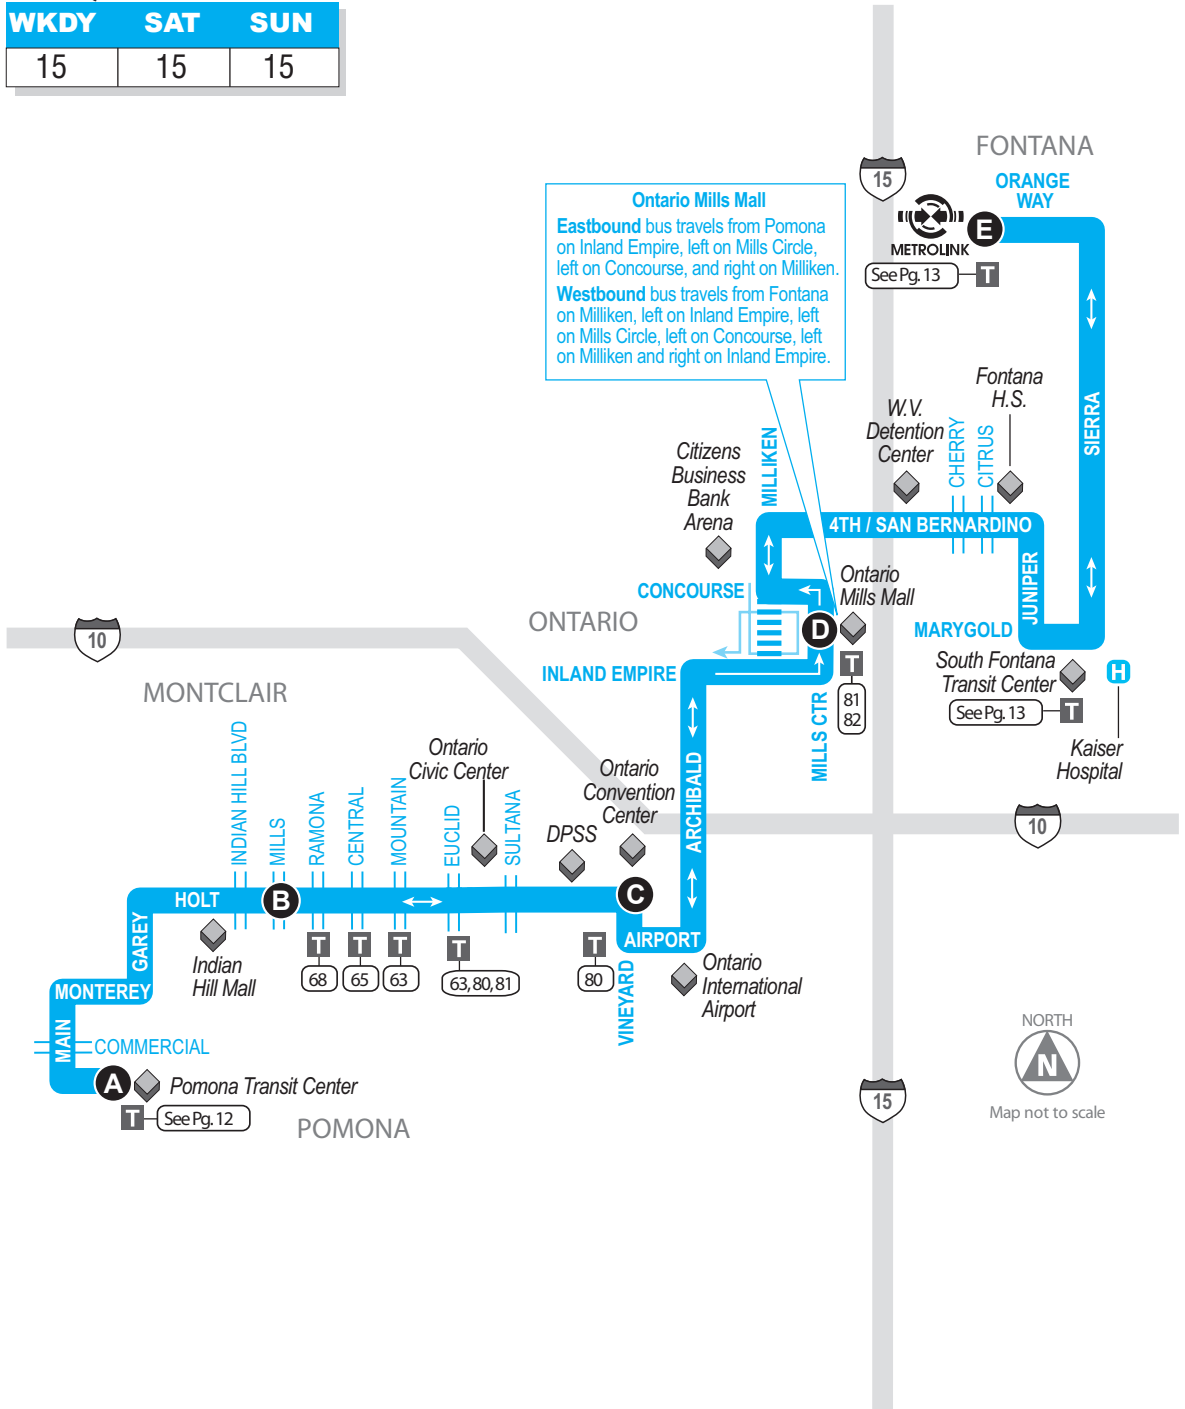 WKDY SAT SUN
15 15 15
FONTANA
15
ORANGE
WAY
E
METROLINK
See Pg. 13
T
Ontario Mills Mall
Eastbound bus travels from Pomona
on Inland Empire, left on Mills Circle,
left on Concourse, and right on Milliken.
Westbound bus travels from Fontana
on Milliken, left on Inland Empire, left
on Mills Circle, left on Concourse, left
on Milliken and right on Inland Empire.
SIERRA
Fontana
H.S.
W.V.
Detention
Center
CHERRY
CITRUS
MILLIKEN
Citizens
Business
Bank
Arena
4TH / SAN BERNARDINO
JUNIPER
CONCOURSE
Ontario
Mills Mall
D
T
81
82
MARYGOLD
South Fontana
Transit Center
See Pg. 13
T
H
Kaiser
Hospital
ONTARIO
10
INLAND EMPIRE
MILLS CTR
ARCHIBALD
MONTCLAIR
INDIAN HILL BLVD
MILLS
RAMONA
CENTRAL
MOUNTAIN
EUCLID
SULTANA
Ontario
Civic Center
DPSS
Ontario
Convention
Center
10
HOLT
B
C
AIRPORT
GAREY
Indian
Hill Mall
T
68
T
65
T
63
T
63, 80, 81
T
80
VINEYARD
Ontario
International
Airport
MONTEREY
MAIN
COMMERCIAL
A
Pomona Transit Center
T
See Pg. 12
POMONA
15
NORTH
N
Map not to scale